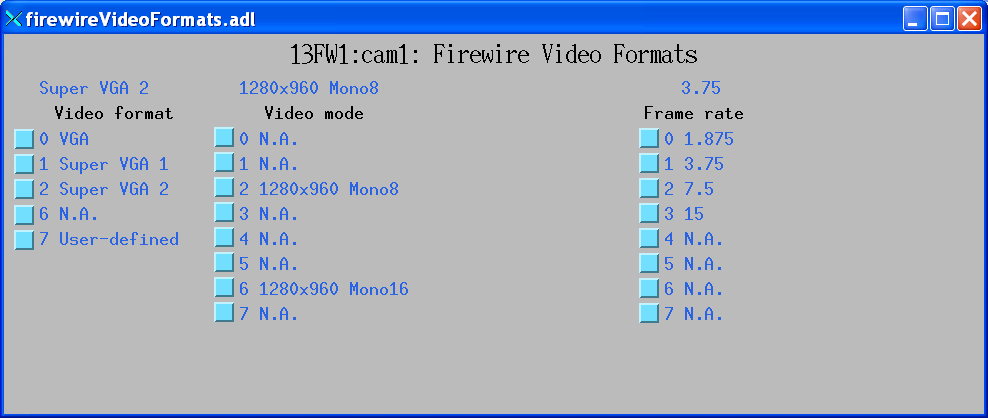 firewireVideoFormats.adl
13FW1:cam1: Firewire Video Formats
Super VGA 2 1280x960 Mono8 3.75
Video format Video mode Frame rate
0 VGA 0 N.A. 0 1.875
1 Super VGA 1 1 N.A. 1 3.75
2 Super VGA 2 2 1280x960 Mono8 2 7.5
6 N.A. 3 N.A. 3 15
7 User-defined 4 N.A. 4 N.A.
5 N.A. 5 N.A.
6 1280x960 Mono16 6 N.A.
7 N.A. 7 N.A.